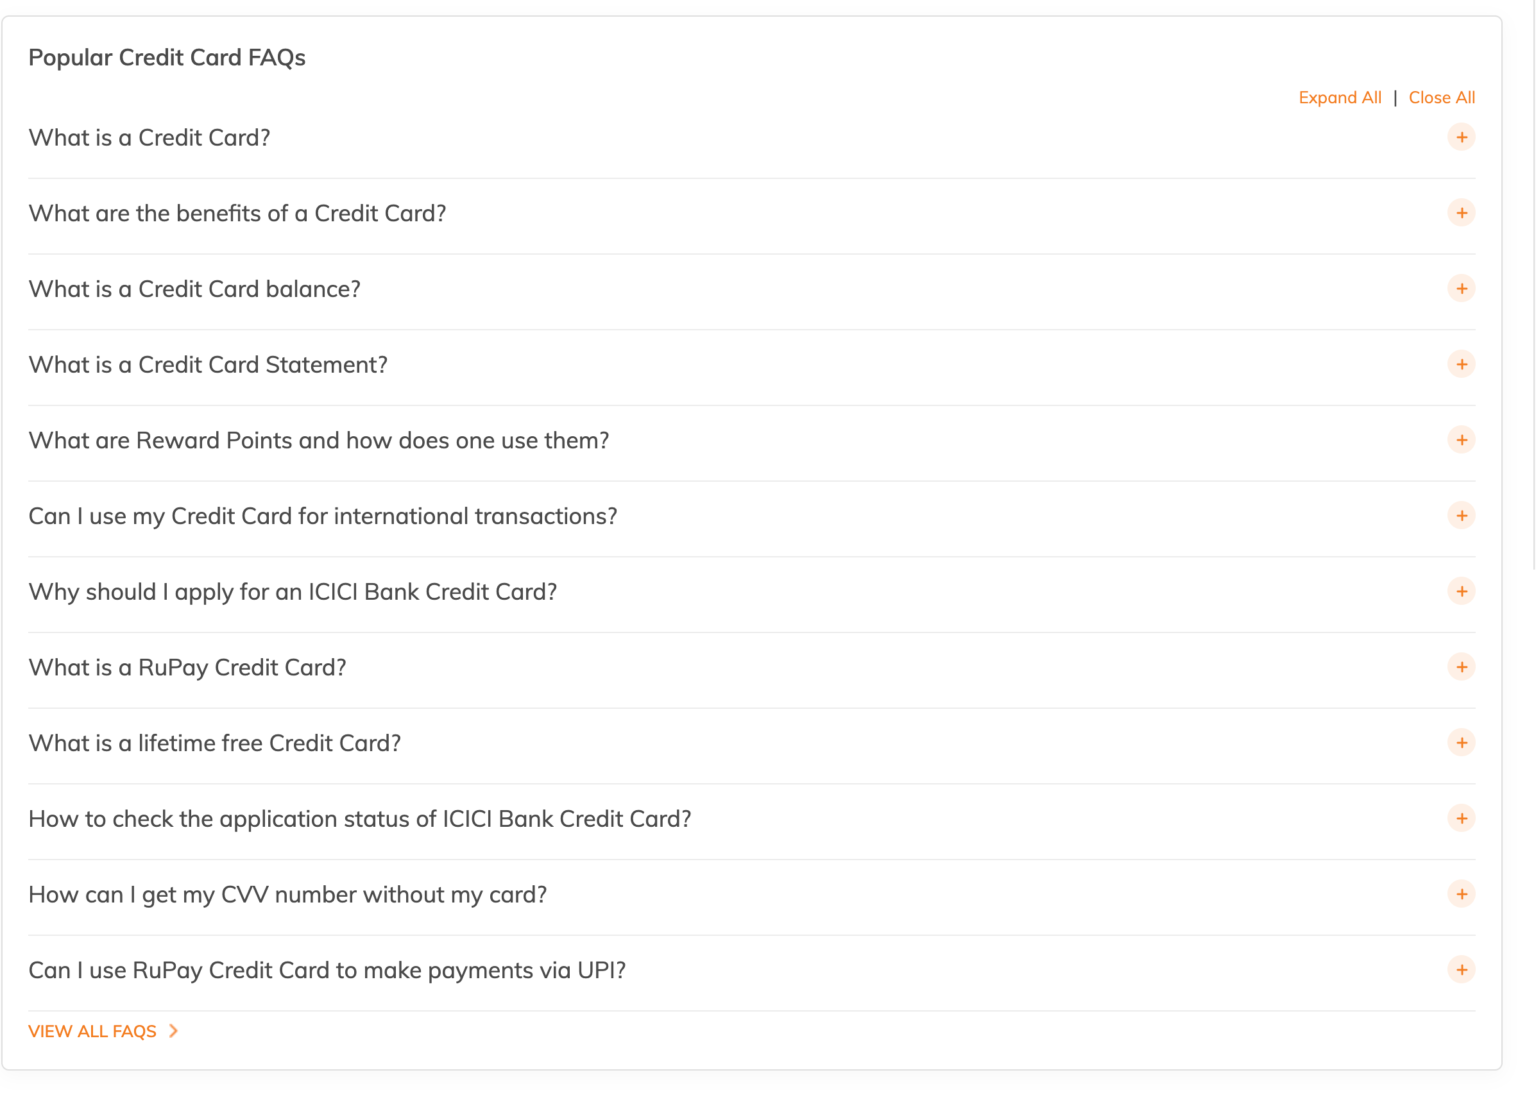 Popular Credit Card FAQs
Expand All | Close All
What is a Credit Card?
What are the benefits of a Credit Card?
What is a Credit Card balance?
What is a Credit Card Statement?
What are Reward Points and how does one use them?
Can I use my Credit Card for international transactions?
Why should I apply for an ICICI Bank Credit Card?
What is a RuPay Credit Card?
What is a lifetime free Credit Card?
How to check the application status of ICICI Bank Credit Card?
How can I get my CVV number without my card?
Can I use RuPay Credit Card to make payments via UPI?
VIEW ALL FAQS